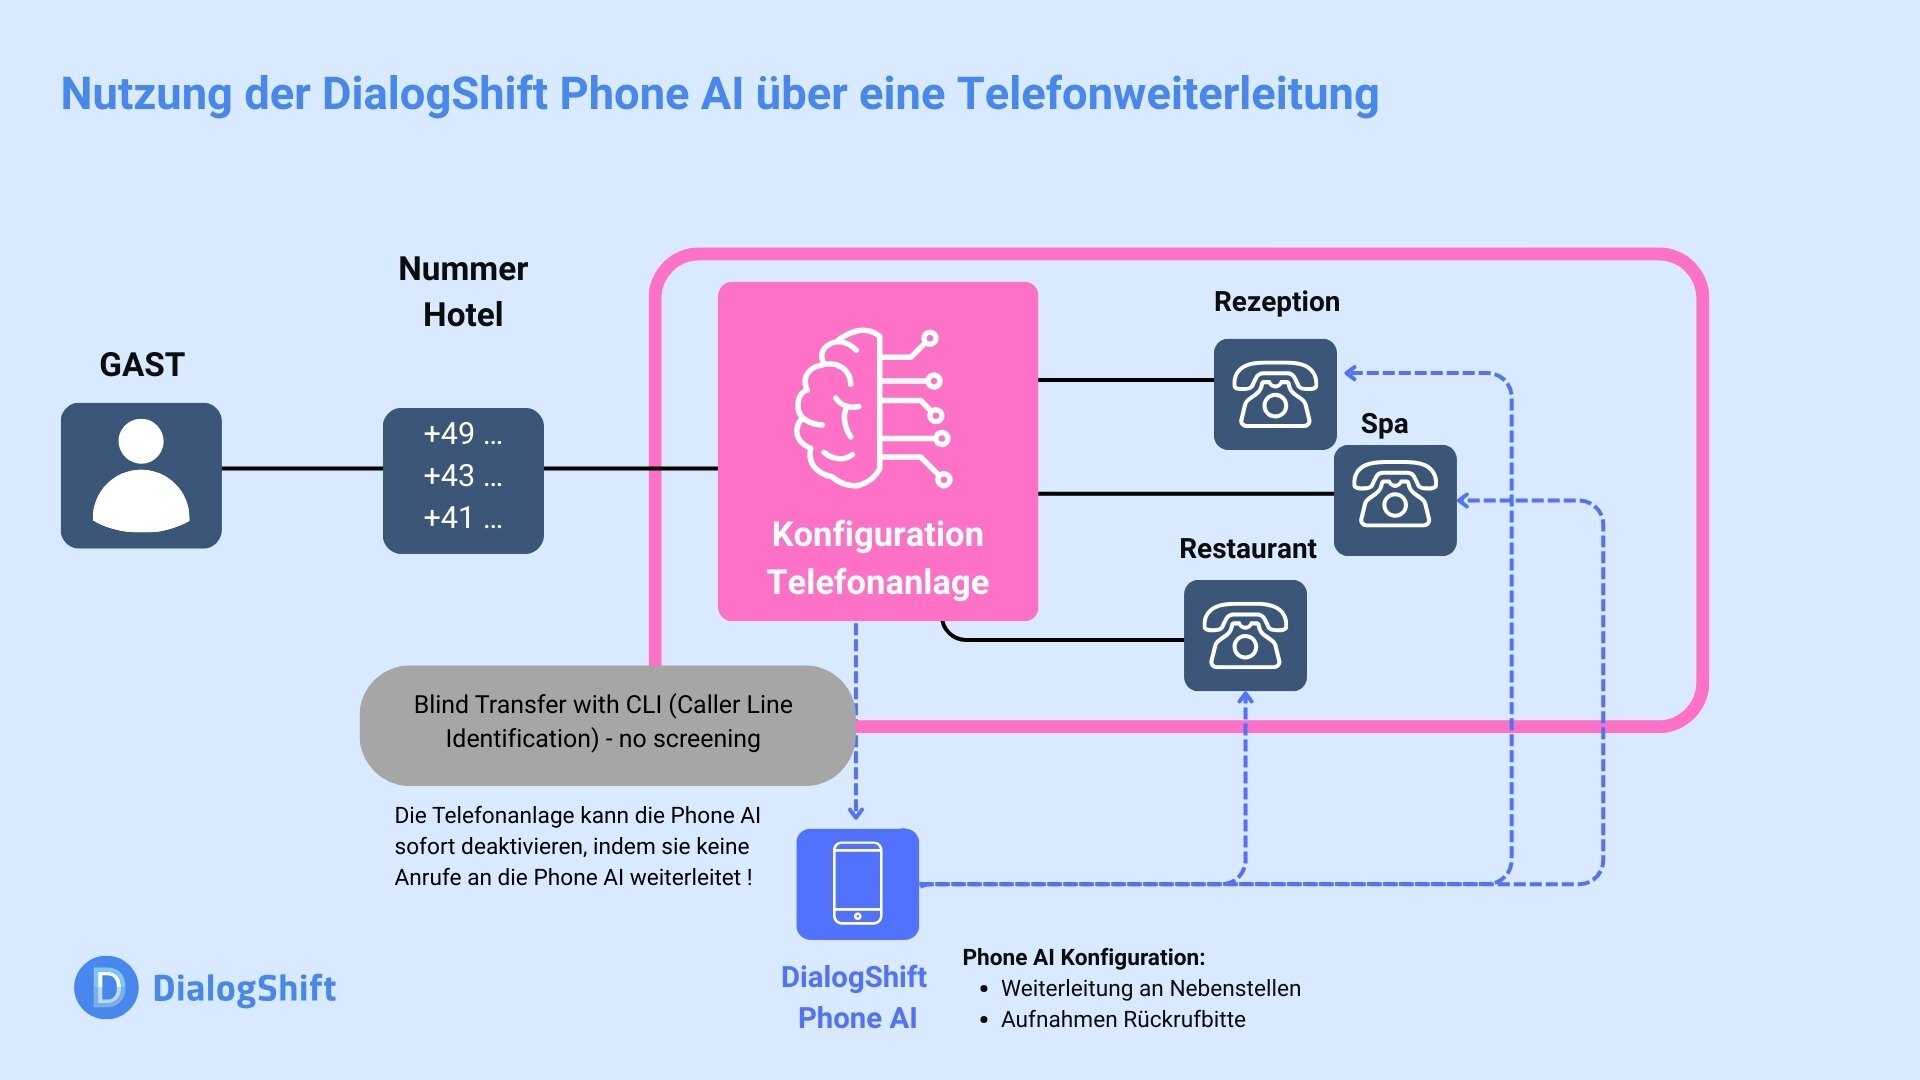 Nutzung der DialogShift Phone AI über eine Telefonweiterleitung
GAST
Nummer
Hotel
+49 ...
+43 ...
+41 ...
Konfiguration
Telefonanlage
Rezeption
Spa
Restaurant
Blind Transfer with CLI (Caller Line
Identification) - no screening
Die Telefonanlage kann die Phone AI
sofort deaktivieren, indem sie keine
Anrufe an die Phone AI weiterleitet !
DialogShift
Phone AI
Phone AI Konfiguration:
• Weiterleitung an Nebenstellen
• Aufnahmen Rückrufbitte
D DialogShift